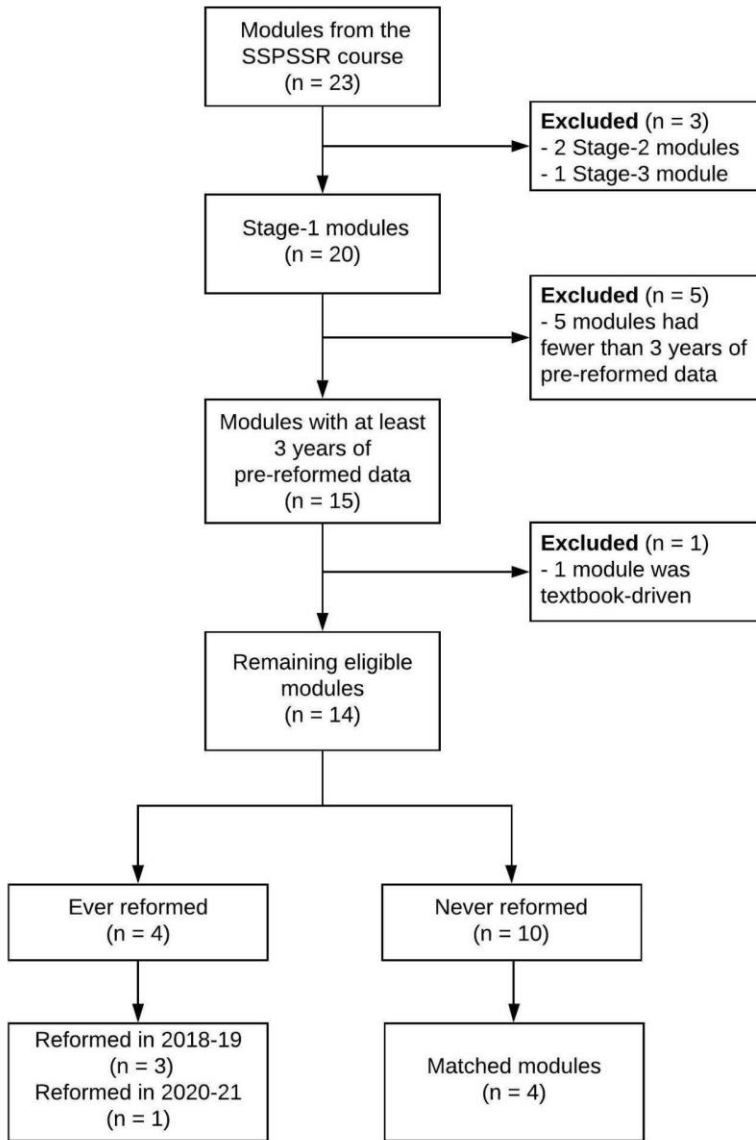 Modules from the
SSPSSR course
(n = 23)
Excluded (n = 3)
- 2 Stage-2 modules
- 1 Stage-3 module
Stage-1 modules
(n = 20)
Excluded (n = 5)
- 5 modules had
fewer than 3 years of
pre-reformed data
Modules with at least
3 years of
pre-reformed data
(n = 15)
Excluded (n = 1)
- 1 module was
textbook-driven
Remaining eligible
modules
(n = 14)
Ever reformed
(n = 4)
Never reformed
(n = 10)
Reformed in 2018-19
(n = 3)
Reformed in 2020-21
(n = 1)
Matched modules
(n = 4)